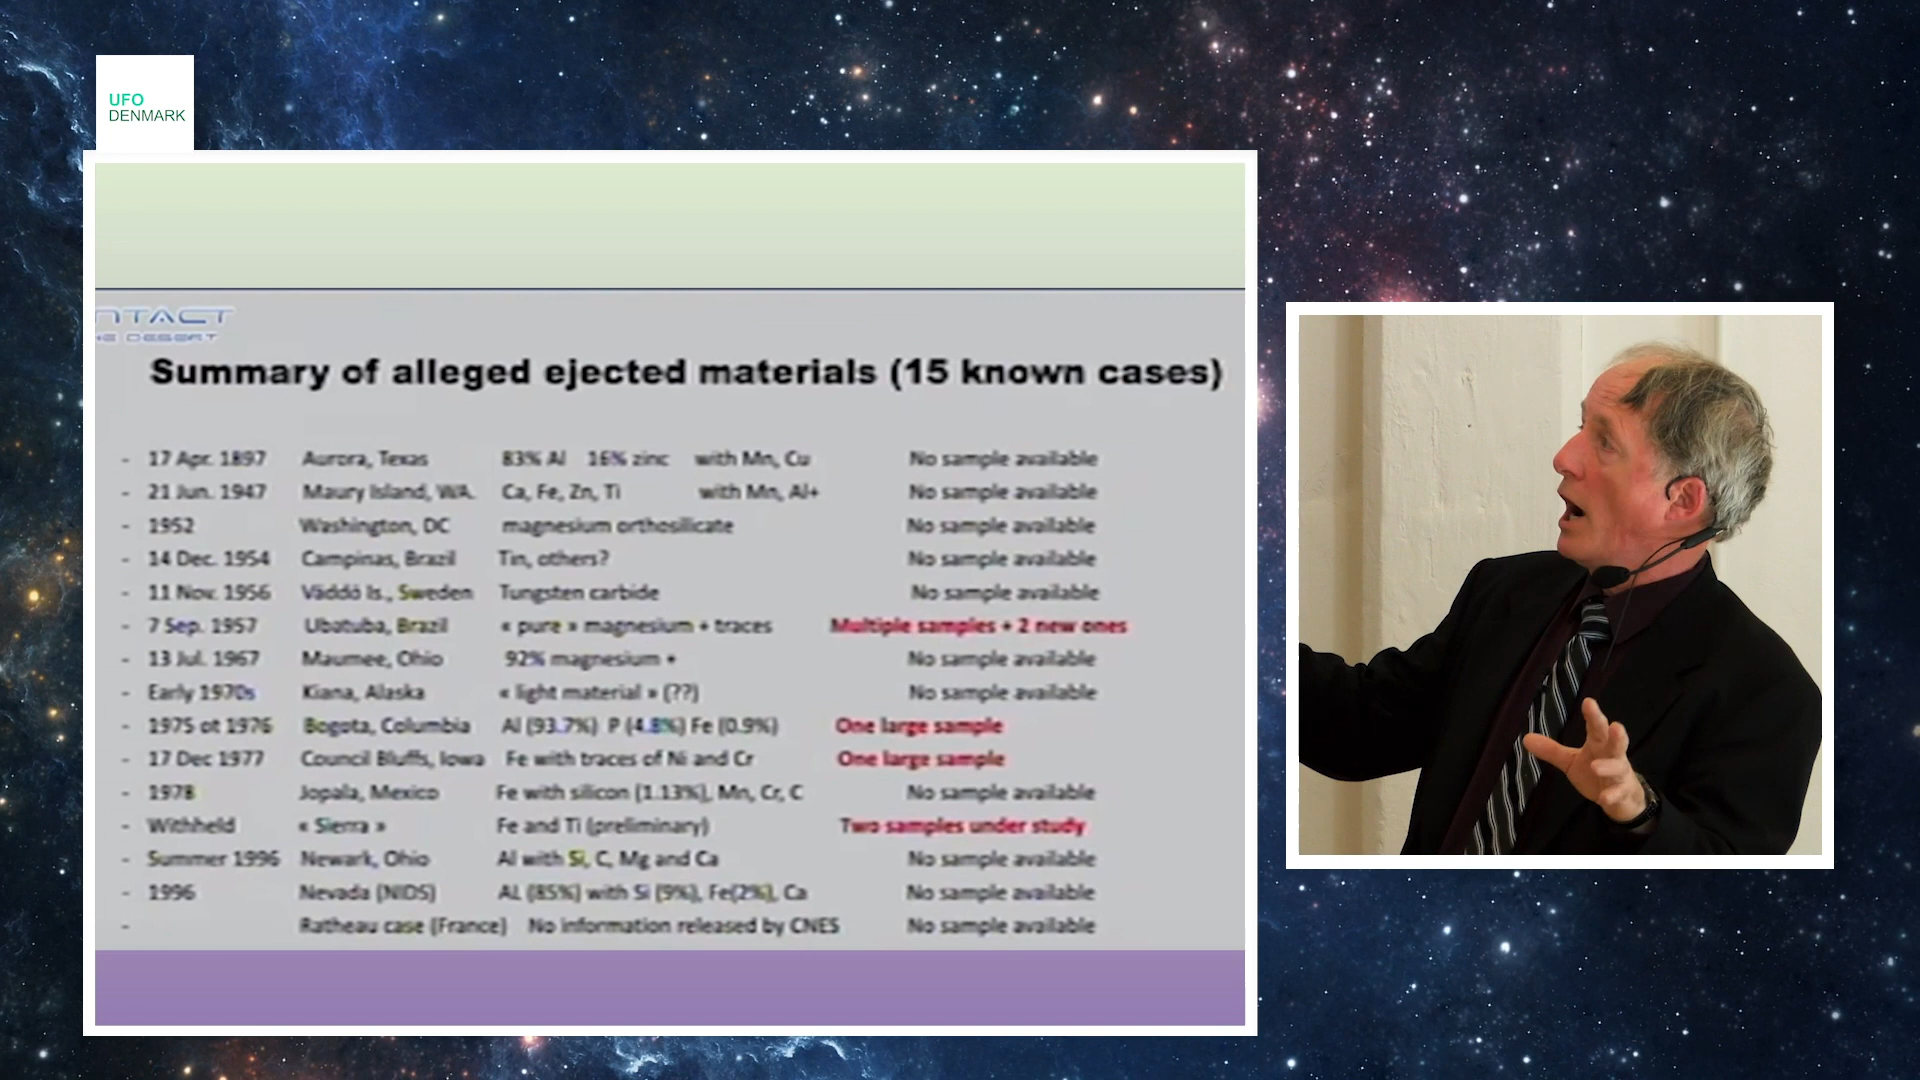 UFO
DENMARK
NTACT
HE DESERT
Summary of alleged ejected materials (15 known cases)
- 17 Apr. 1897 Aurora, Texas 83% Al 16% zinc with Mn, Cu No sample available
- 21 Jun. 1947 Maury Island, WA. Ca, Fe, Zn, Ti with Mn, Al+ No sample available
- 1952 Washington, DC magnesium orthosilicate No sample available
- 14 Dec. 1954 Campinas, Brazil Tin, others? No sample available
- 11 Nov. 1956 Väddö Is., Sweden Tungsten carbide No sample available
- 7 Sep. 1957 Ubatuba, Brazil « pure » magnesium + traces Multiple samples + 2 new ones
- 13 Jul. 1967 Maumee, Ohio 92% magnesium + No sample available
- Early 1970s Kiana, Alaska « light material » (??) No sample available
- 1975 ot 1976 Bogota, Columbia Al (93.7%) P (4.8%) Fe (0.9%) One large sample
- 17 Dec 1977 Council Bluffs, Iowa Fe with traces of Ni and Cr One large sample
- 1978 Jopala, Mexico Fe with silicon (1.13%), Mn, Cr, C No sample available
- Withheld « Sierra » Fe and Ti (preliminary) Two samples under study
- Summer 1996 Newark, Ohio Al with Si, C, Mg and Ca No sample available
- 1996 Nevada (NIDS) AL (85%) with Si (9%), Fe(2%), Ca No sample available
- Ratheau case (France) No information released by CNES No sample available